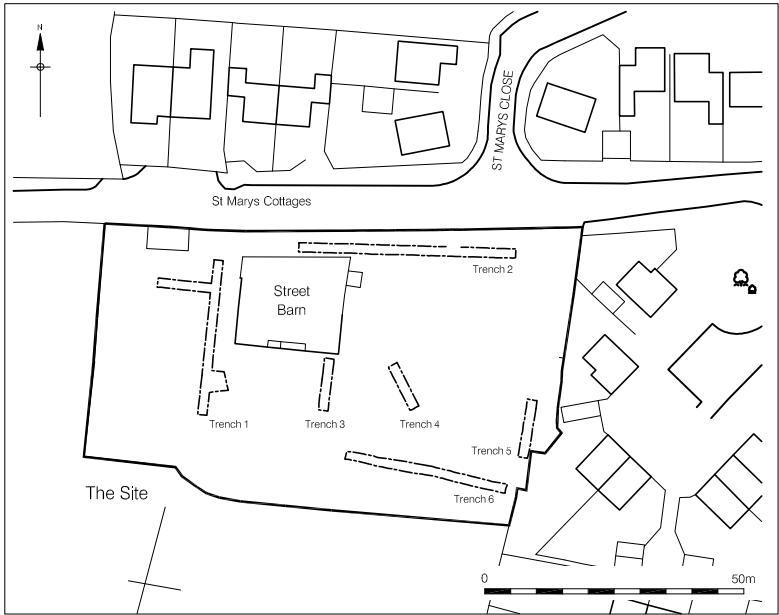 N
ST MARYS CLOSE
St Marys Cottages
Trench 2
Street
Barn
Trench 1
Trench 3
Trench 4
Trench 5
Trench 6
The Site
0
50m